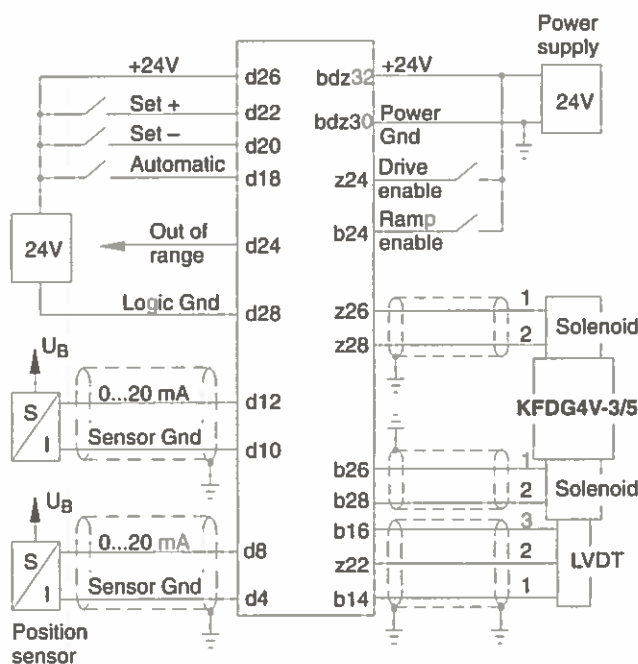 Power
supply
24V
+24V
d26
bdz32
+24V
Set +
d22
Set –
d20
bdz30
Power
Gnd
Automatic
d18
z24
Drive
enable
24V
Out of
range
d24
b24
Ramp
enable
Logic Gnd
d28
z26
1
Solenoid
z28
2
UB
S
I
0...20 mA
d12
Sensor Gnd
d10
KFDG4V-3/5
b26
1
b28
2
Solenoid
UB
S
I
0...20 mA
d8
Sensor Gnd
d4
b16
3
z22
2
LVDT
b14
1
Position
sensor